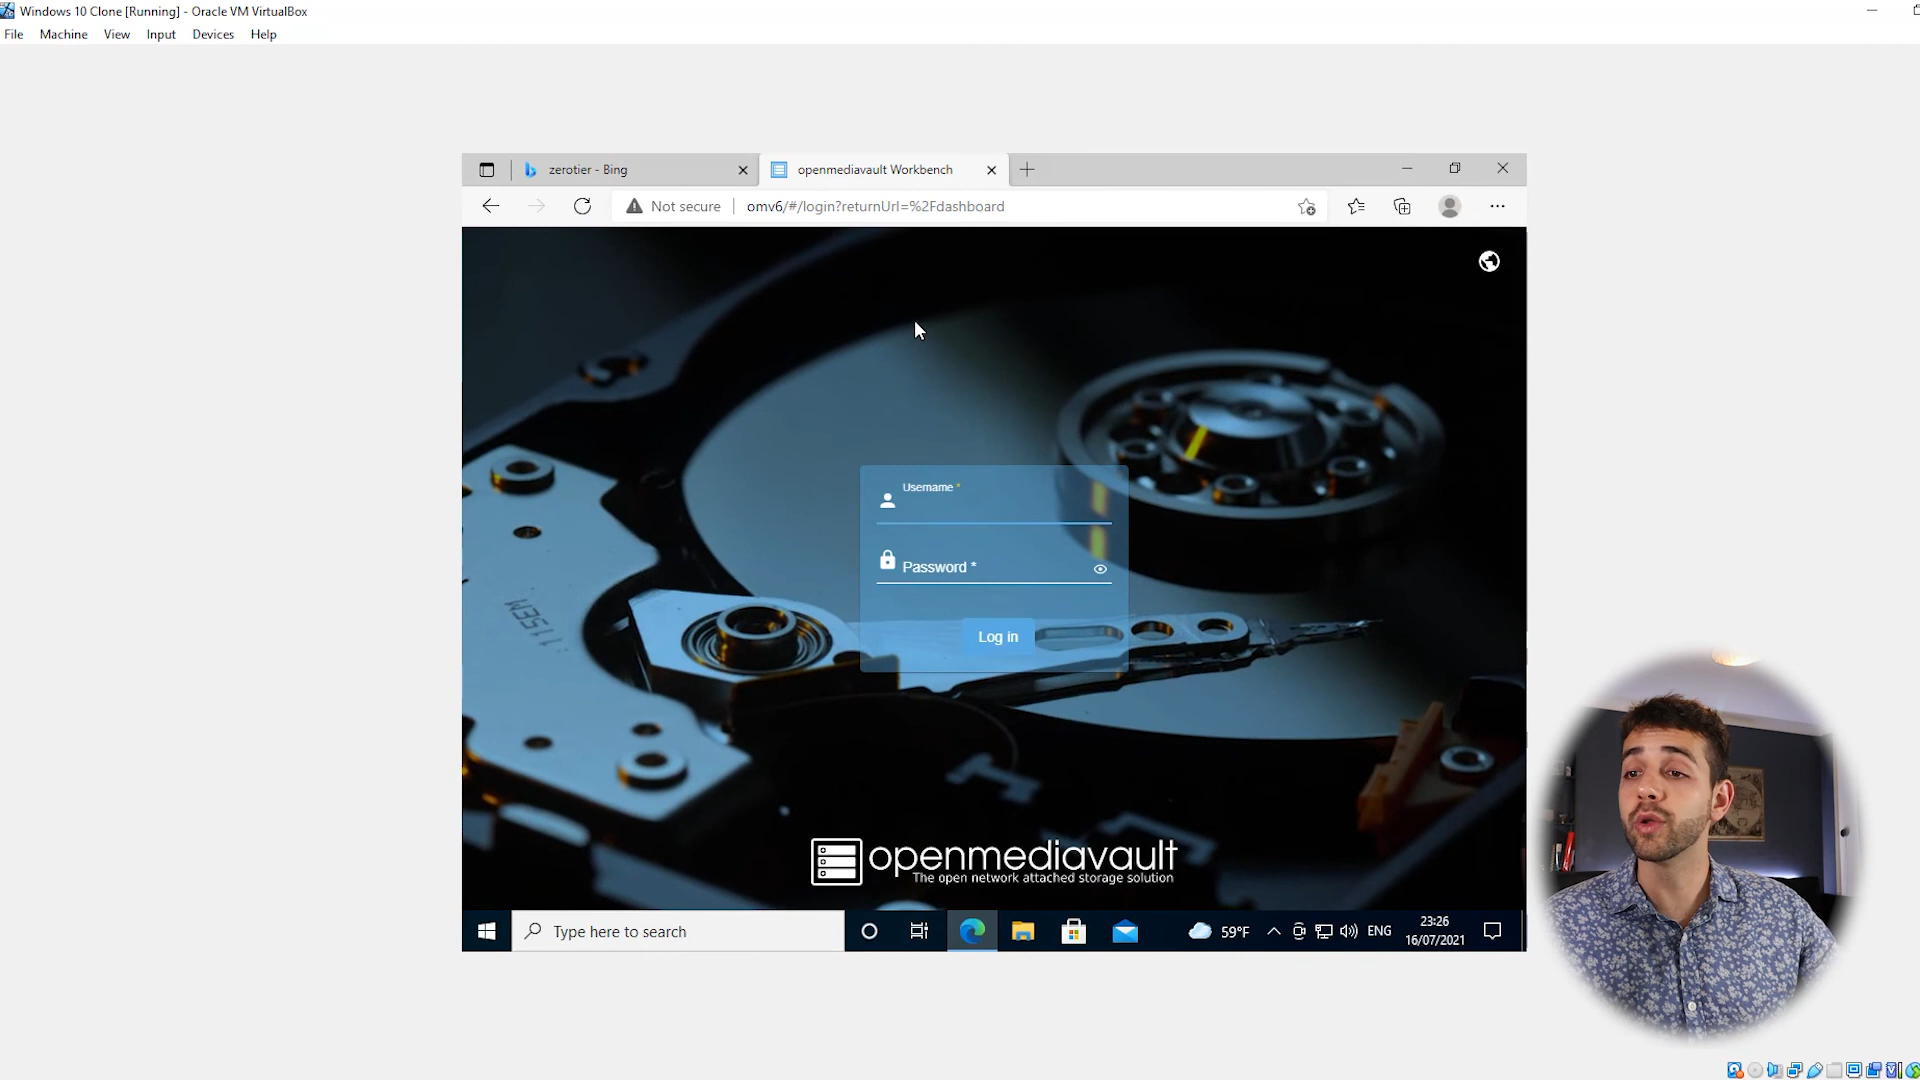 Windows 10 Clone [Running] - Oracle VM VirtualBox
File Machine View Input Devices Help
zerotier - Bing
openmediavault Workbench
Not secure
omv6/#/login?returnUrl=%2Fdashboard
Username *
Password *
Log in
115EM
openmediavault
The open network attached storage solution
Type here to search
59°F
ENG
23:26
16/07/2021